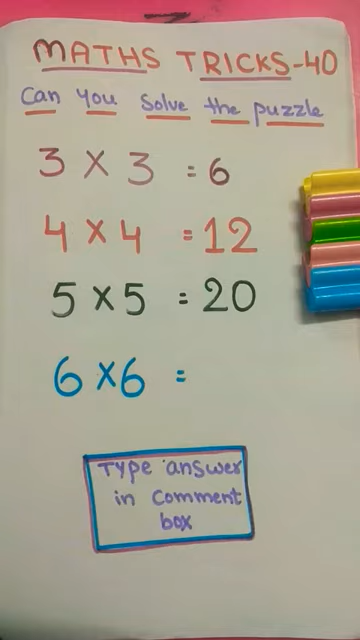 MATHS TRICKS-40
Can You Solve the puzzle
3 × 3 = 6
4 × 4 = 12
5 × 5 = 20
6 × 6 =
Type answer
in comment
box